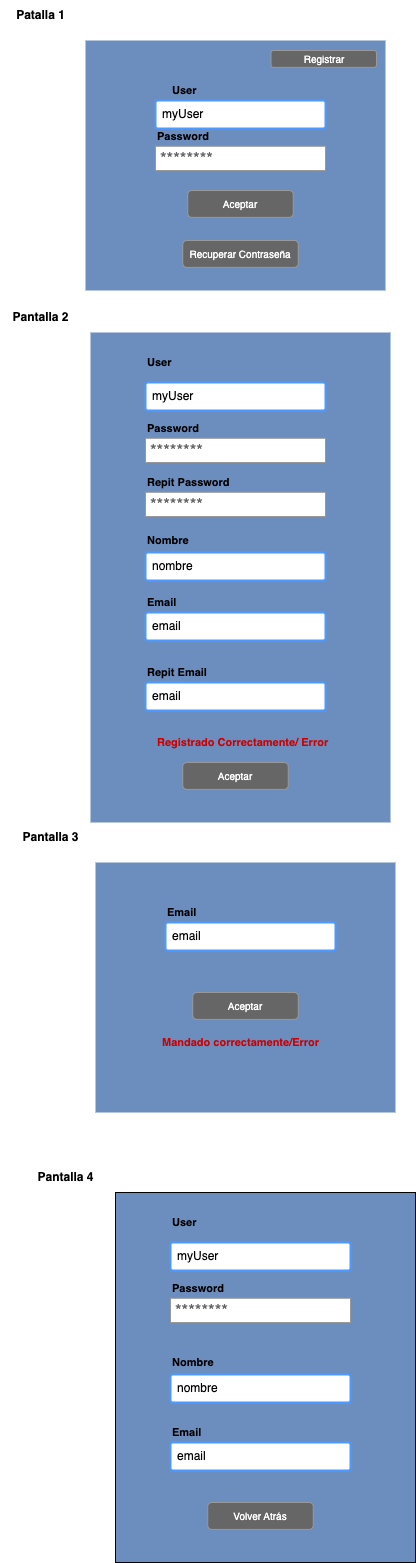 Patalla 1
Registrar
User
myUser
Password
********
Aceptar
Recuperar Contraseña
Pantalla 2
User
myUser
Password
********
Repit Password
********
Nombre
nombre
Email
email
Repit Email
email
Registrado Correctamente/ Error
Aceptar
Pantalla 3
Email
email
Aceptar
Mandado correctamente/Error
Pantalla 4
User
myUser
Password
********
Nombre
nombre
Email
email
Volver Atrás